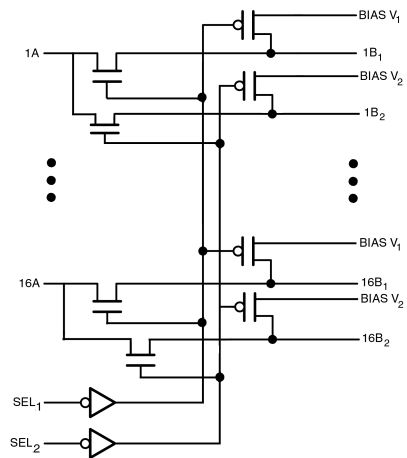 BIAS V₁
1A
1B₁
BIAS V₂
1B₂
BIAS V₁
16A
16B₁
BIAS V₂
16B₂
SEL₁
SEL₂